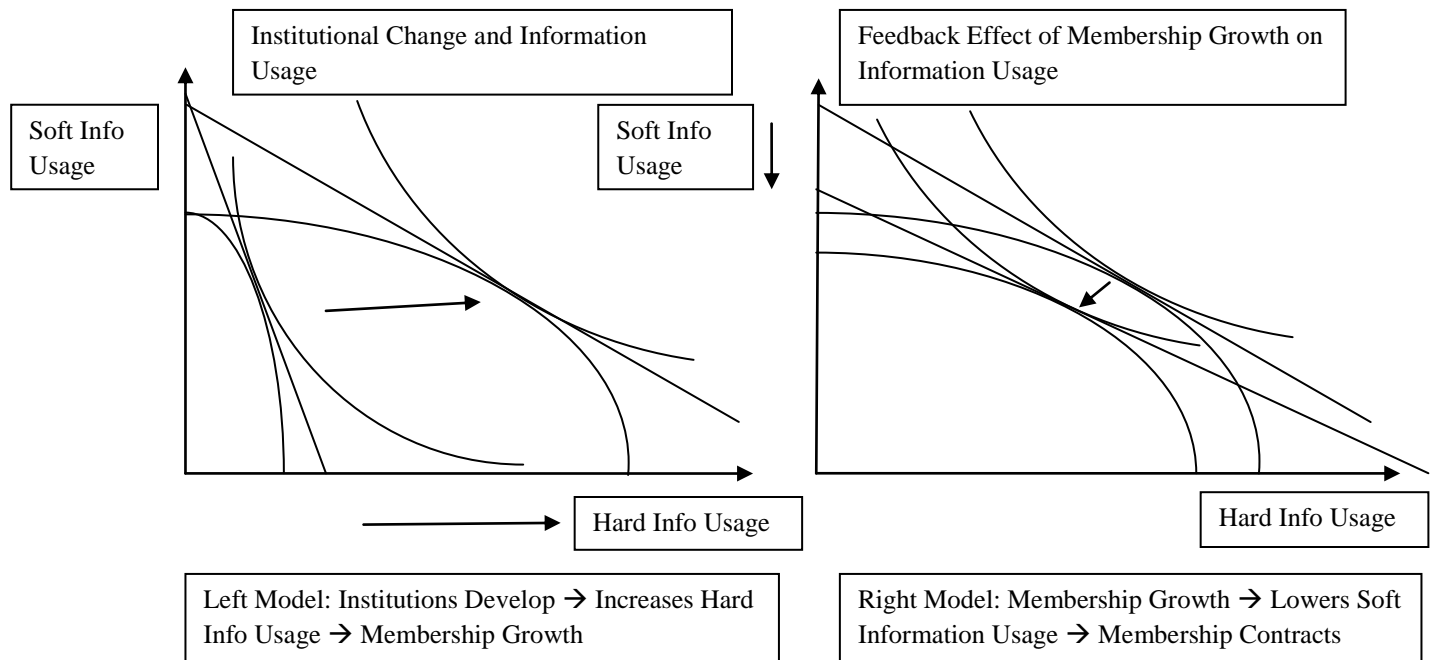 Institutional Change and Information
Usage
Feedback Effect of Membership Growth on
Information Usage
Soft Info
Usage
Soft Info
Usage
Hard Info Usage
Hard Info Usage
Left Model: Institutions Develop → Increases Hard
Info Usage → Membership Growth
Right Model: Membership Growth → Lowers Soft
Information Usage → Membership Contracts